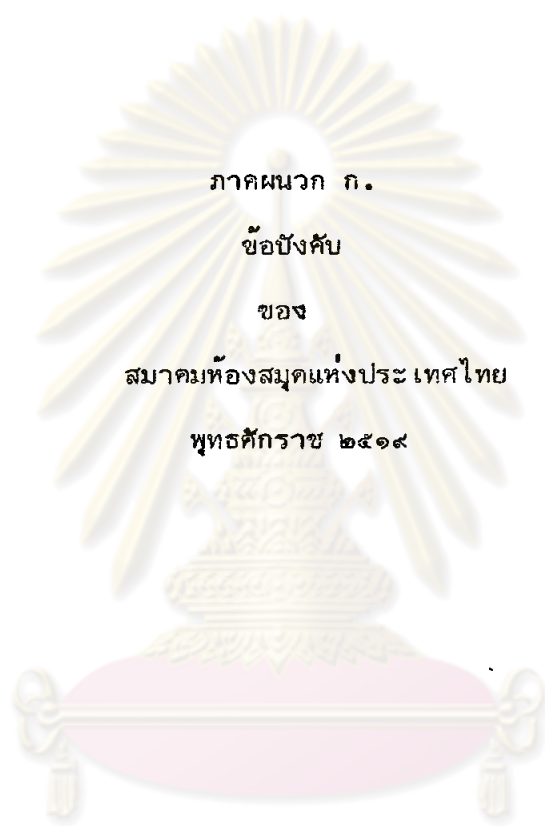 ภาคผนวก ก.
ข้อบังคับ
ของ
สมาคมห้องสมุดแห่งประเทศไทย
พุทธศักราช ๒๕๑๙